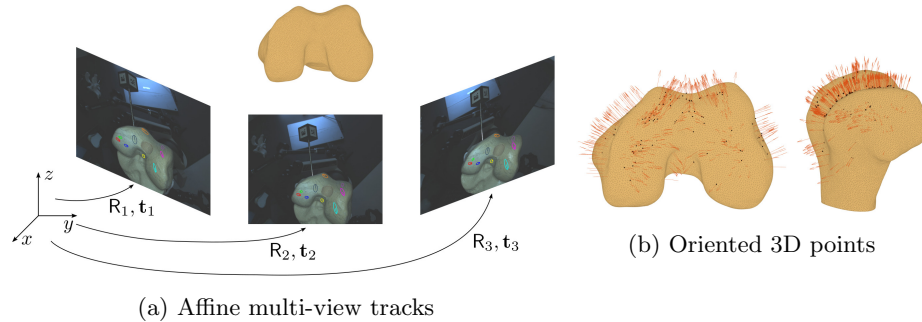 z
y
x
R₁, t₁
R₂, t₂
R₃, t₃
(a) Affine multi-view tracks
(b) Oriented 3D points